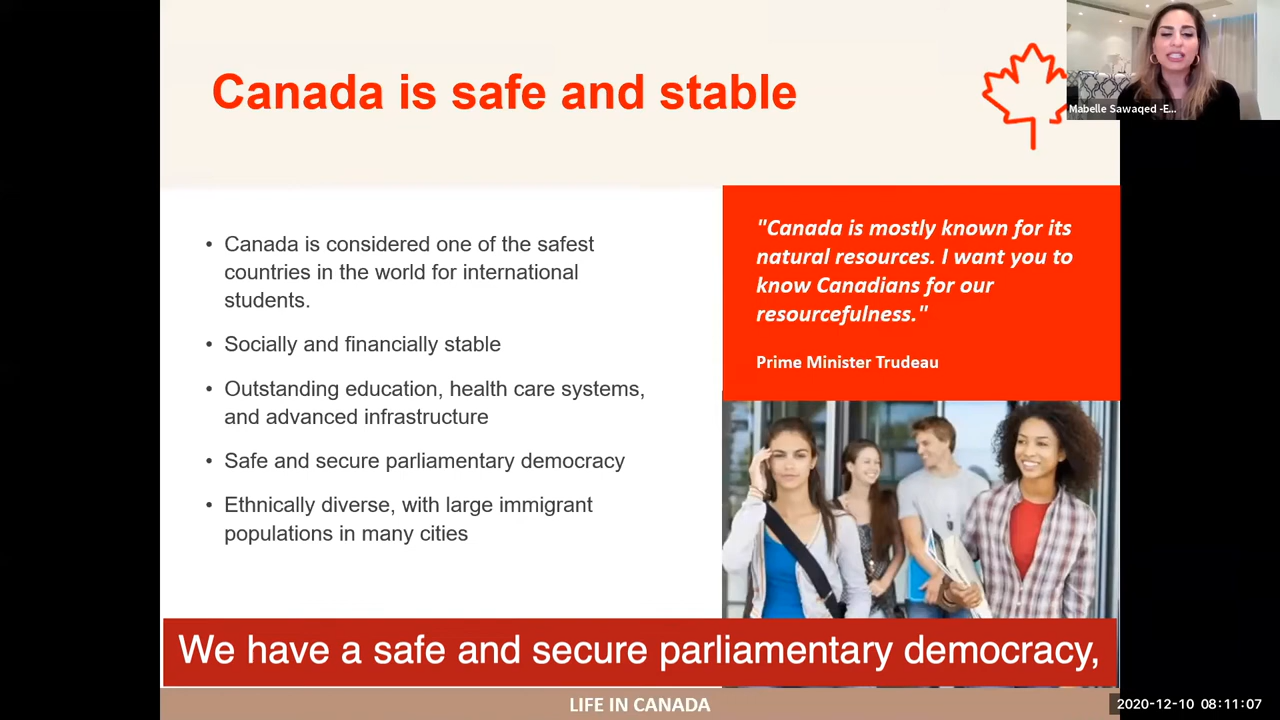 Canada is safe and stable
Mabelle Sawaqed -E...
• Canada is considered one of the safest
countries in the world for international
students.
• Socially and financially stable
• Outstanding education, health care systems,
and advanced infrastructure
• Safe and secure parliamentary democracy
• Ethnically diverse, with large immigrant
populations in many cities
"Canada is mostly known for its
natural resources. I want you to
know Canadians for our
resourcefulness."
Prime Minister Trudeau
We have a safe and secure parliamentary democracy,
LIFE IN CANADA
2020-12-10 08:11:07